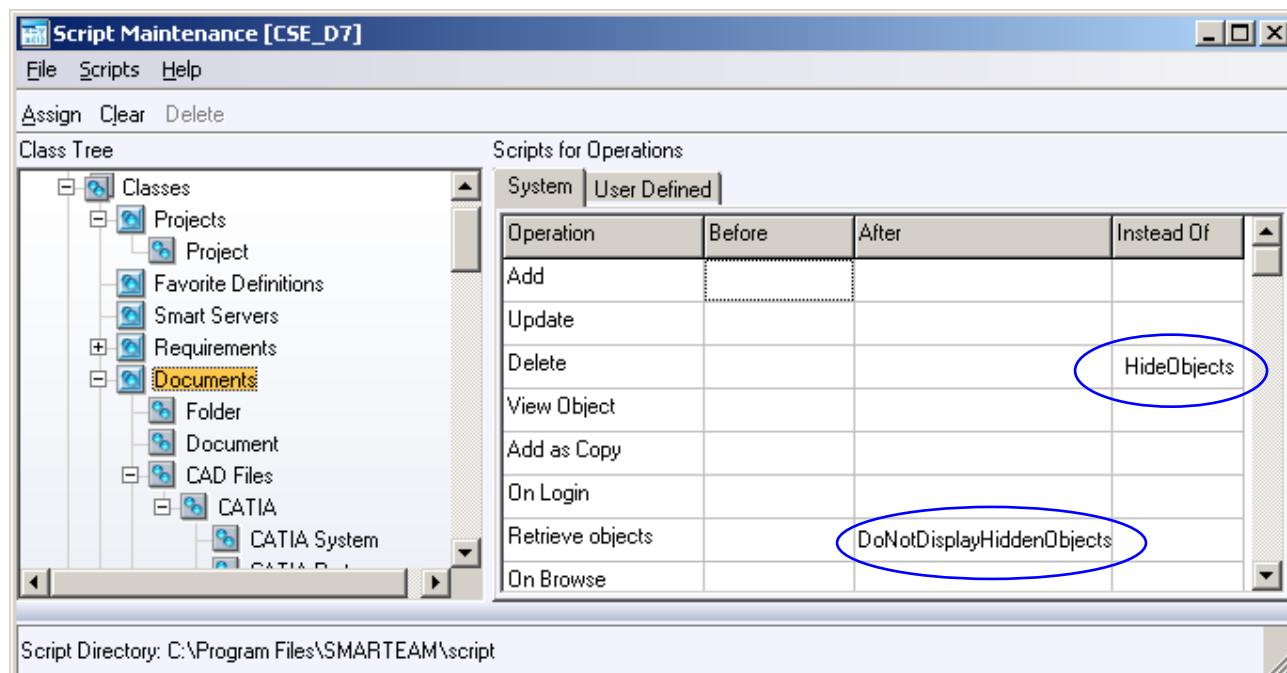 Script Maintenance [CSE_D7]
File Scripts Help
Assign Clear Delete
Class Tree
Classes
Projects
Project
Favorite Definitions
Smart Servers
Requirements
Documents
Folder
Document
CAD Files
CATIA
CATIA System
Scripts for Operations
System User Defined
Operation Before After Instead Of
Add
Update
Delete HideObjects
View Object
Add as Copy
On Login
Retrieve objects DoNotDisplayHiddenObjects
On Browse
Script Directory: C:\Program Files\SMARTEAM\script